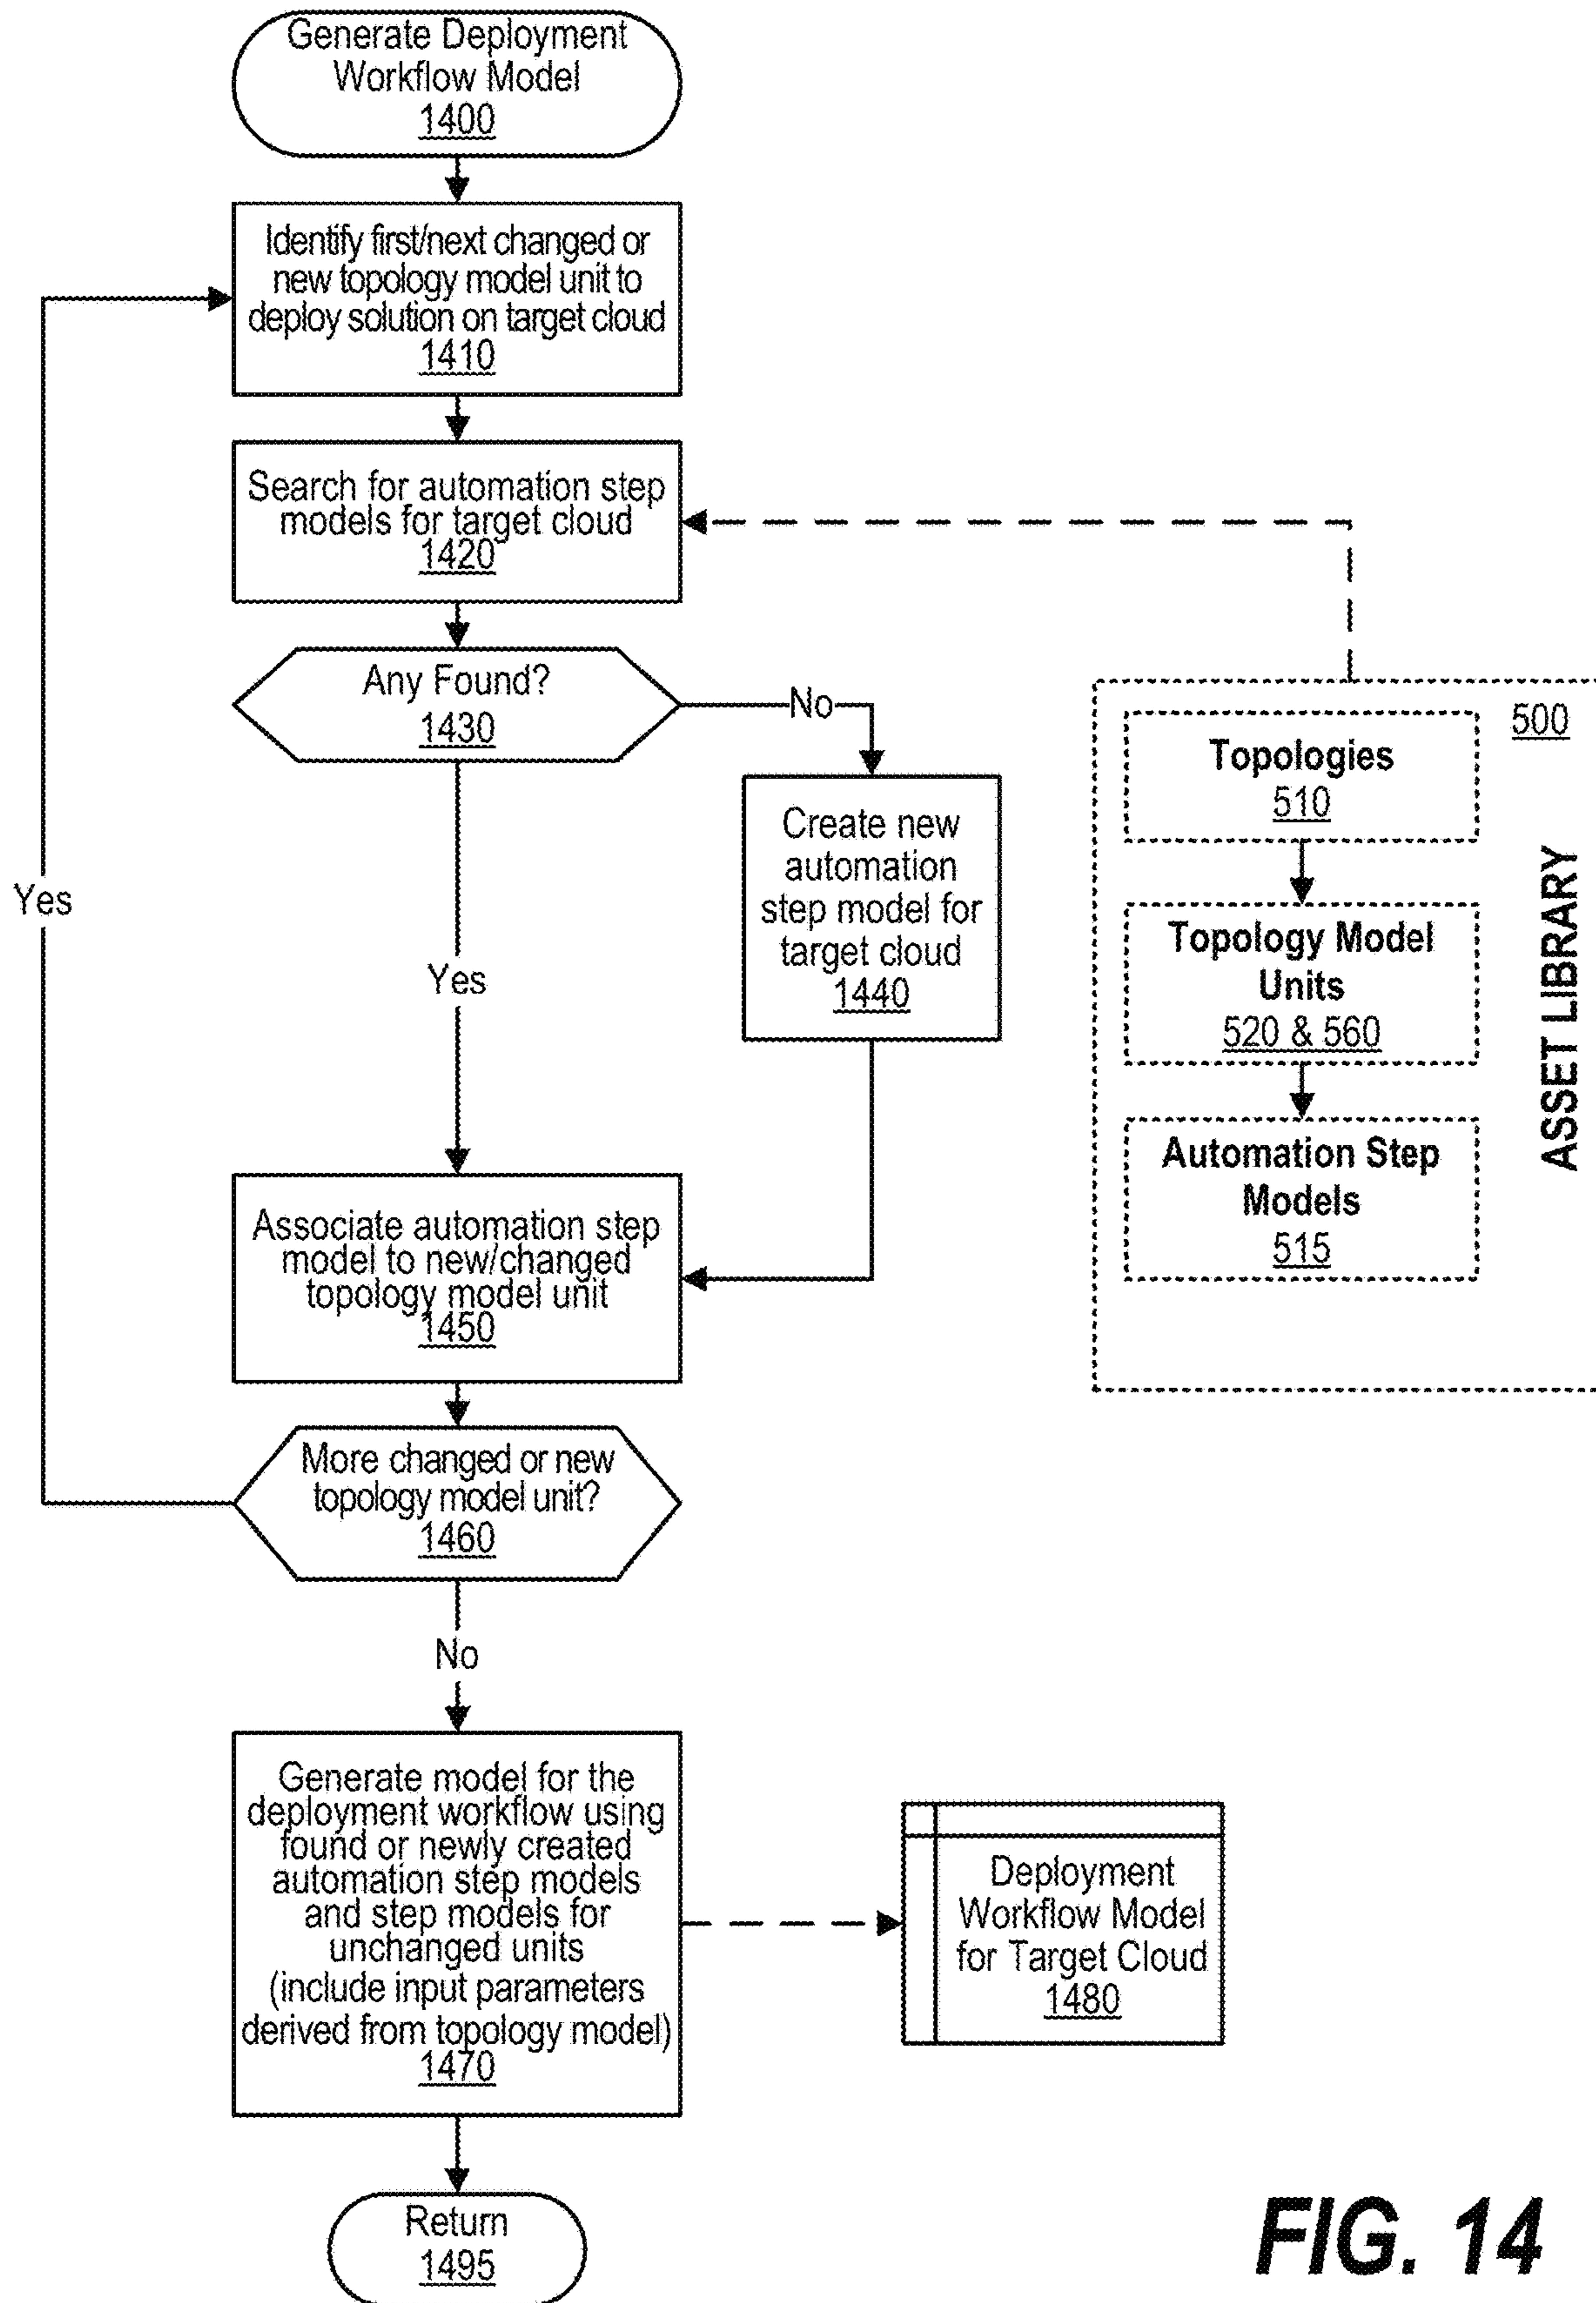 Generate Deployment
Workflow Model
1400
Identify first/next changed or
new topology model unit to
deploy solution on target cloud
1410
Search for automation step
models for target cloud
1420
Any Found?
1430
No
Yes
Create new
automation
step model for
target cloud
1440
Yes
Associate automation step
model to new/changed
topology model unit
1450
More changed or new
topology model unit?
1460
No
Generate model for the
deployment workflow using
found or newly created
automation step models
and step models for
unchanged units
(include input parameters
derived from topology model)
1470
Deployment
Workflow Model
for Target Cloud
1480
Return
1495
500
Topologies
510
Topology Model
Units
520 & 560
Automation Step
Models
515
ASSET LIBRARY
FIG. 14